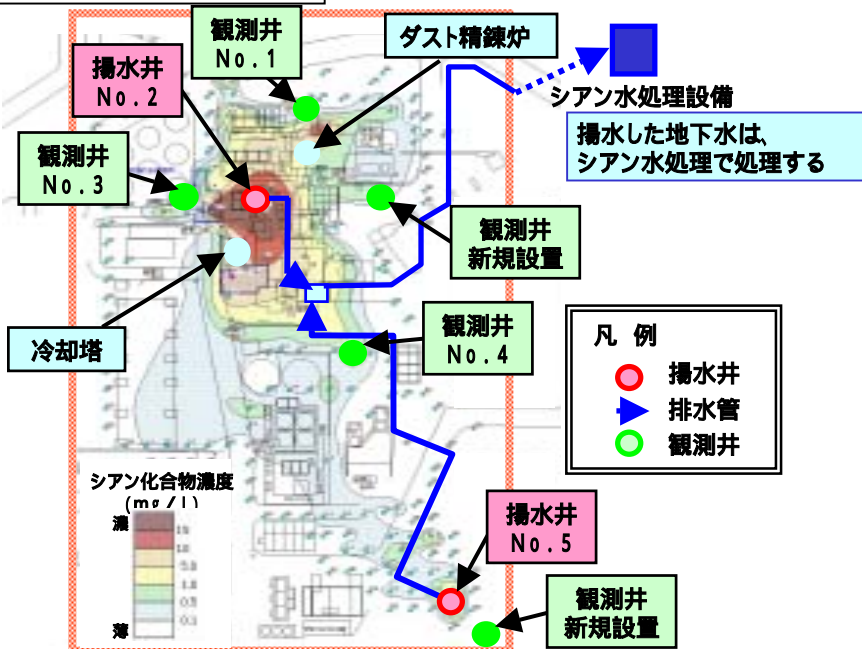 観測井
No.1
ダスト精錬炉
揚水井
No.2
シアン水処理設備
揚水した地下水は、
シアン水処理で処理する
観測井
No.3
観測井
新規設置
観測井
No.4
冷却塔
凡 例
揚水井
排水管
観測井
シアン化合物濃度
(mg/l)
濃
薄
揚水井
No.5
観測井
新規設置